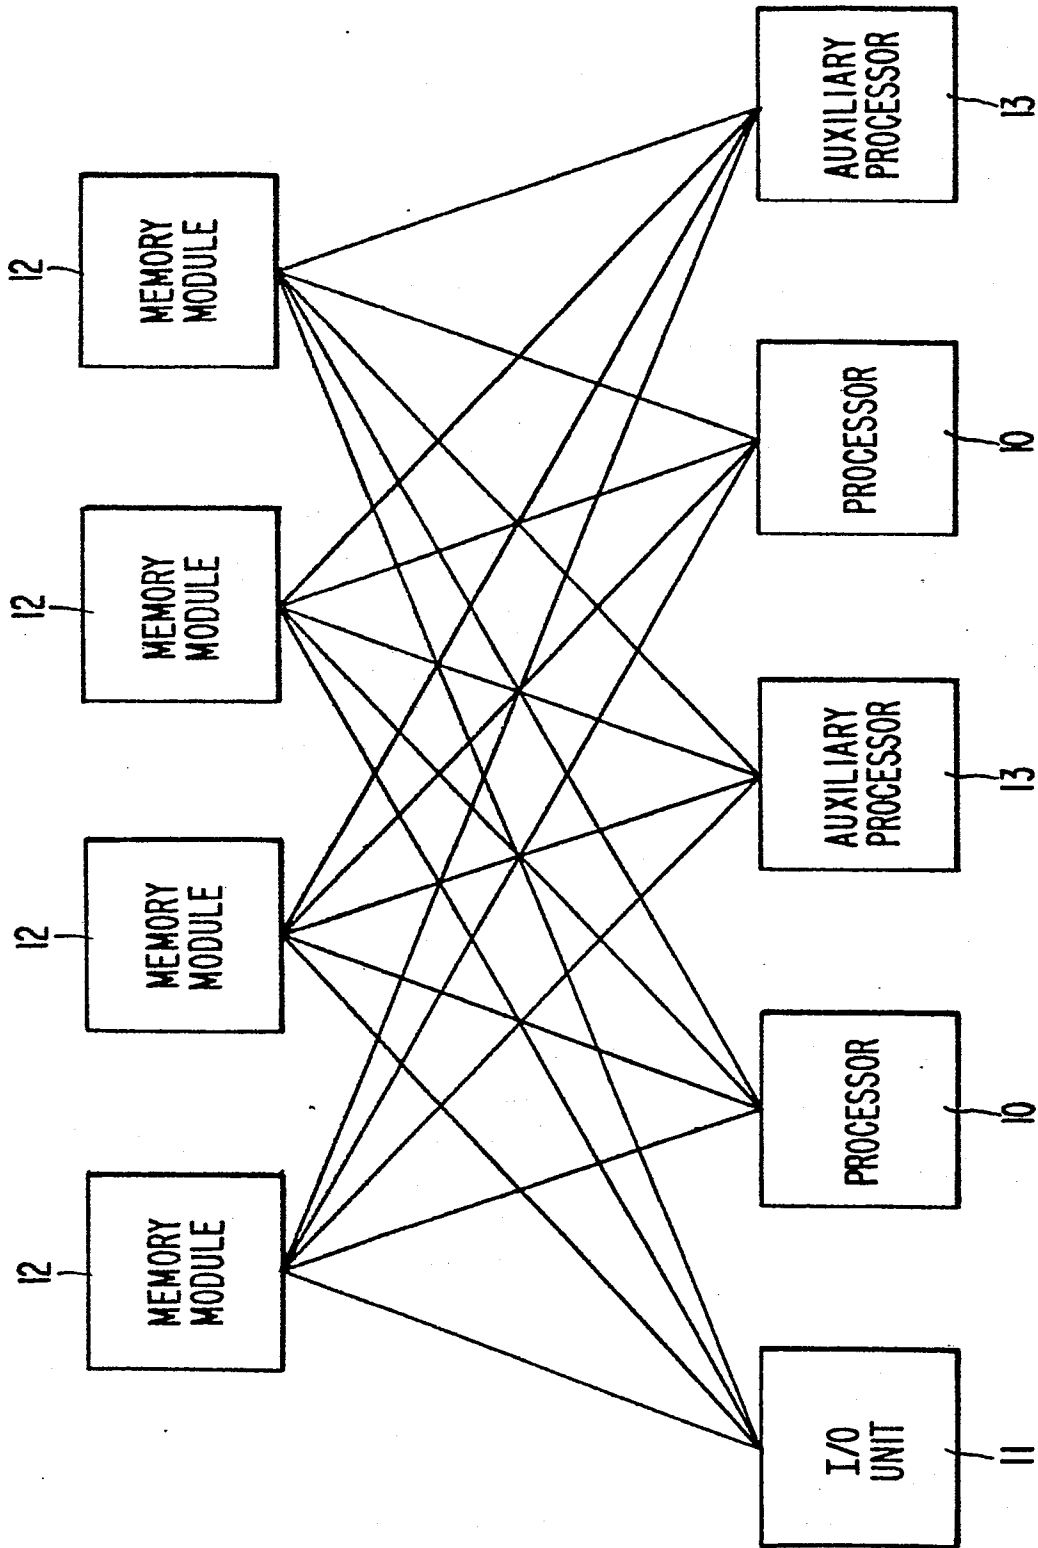 12
MEMORY
MODULE
12
MEMORY
MODULE
12
MEMORY
MODULE
12
MEMORY
MODULE
I/O
UNIT
11
PROCESSOR
10
AUXILIARY
PROCESSOR
13
PROCESSOR
10
AUXILIARY
PROCESSOR
13